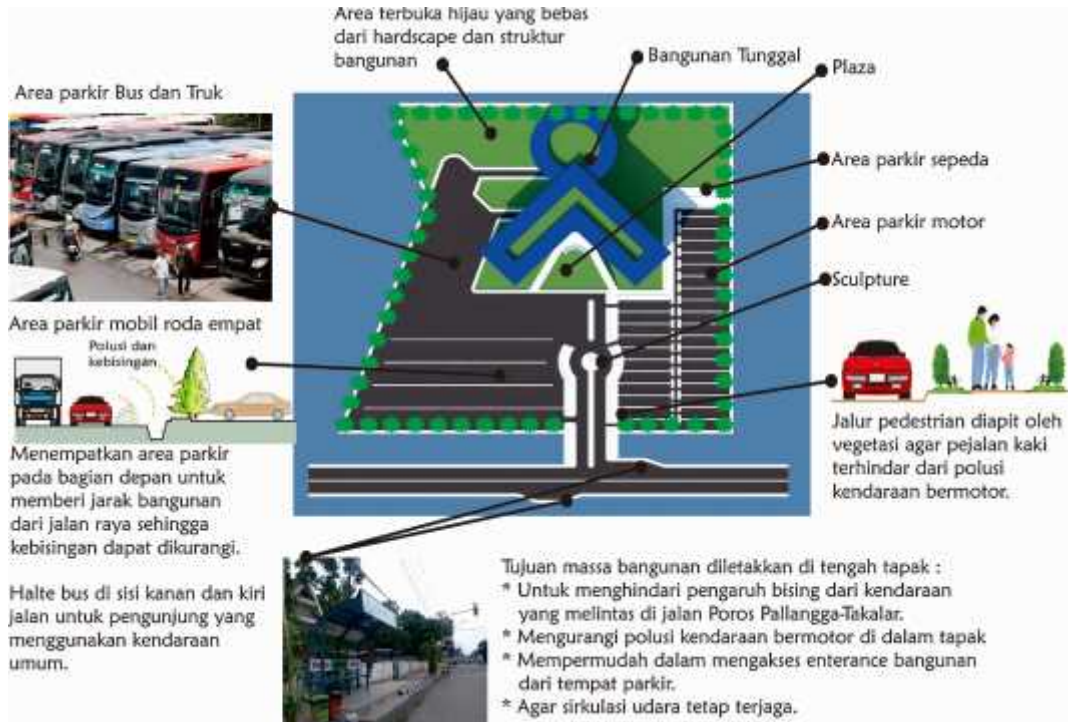 Area terbuka hijau yang bebas
dari hardscape dan struktur
bangunan
Bangunan Tunggal
Plaza
Area parkir Bus dan Truk
Area parkir sepeda
Area parkir motor
Sculpture
Area parkir mobil roda empat
Polusi dan
kebisingan
Menempatkan area parkir
pada bagian depan untuk
memberi jarak bangunan
dari jalan raya sehingga
kebisingan dapat dikurangi.
Halte bus di sisi kanan dan kiri
jalan untuk pengunjung yang
menggunakan kendaraan
umum.
Jalur pedestrian diapit oleh
vegetasi agar pejalan kaki
terhindar dari polusi
kendaraan bermotor.
Tujuan massa bangunan diletakkan di tengah tapak :
* Untuk menghindari pengaruh bising dari kendaraan
yang melintas di jalan Poros Pallangga-Takalar.
* Mengurangi polusi kendaraan bermotor di dalam tapak
* Mempermudah dalam mengakses enterance bangunan
dari tempat parkir.
* Agar sirkulasi udara tetap terjaga.